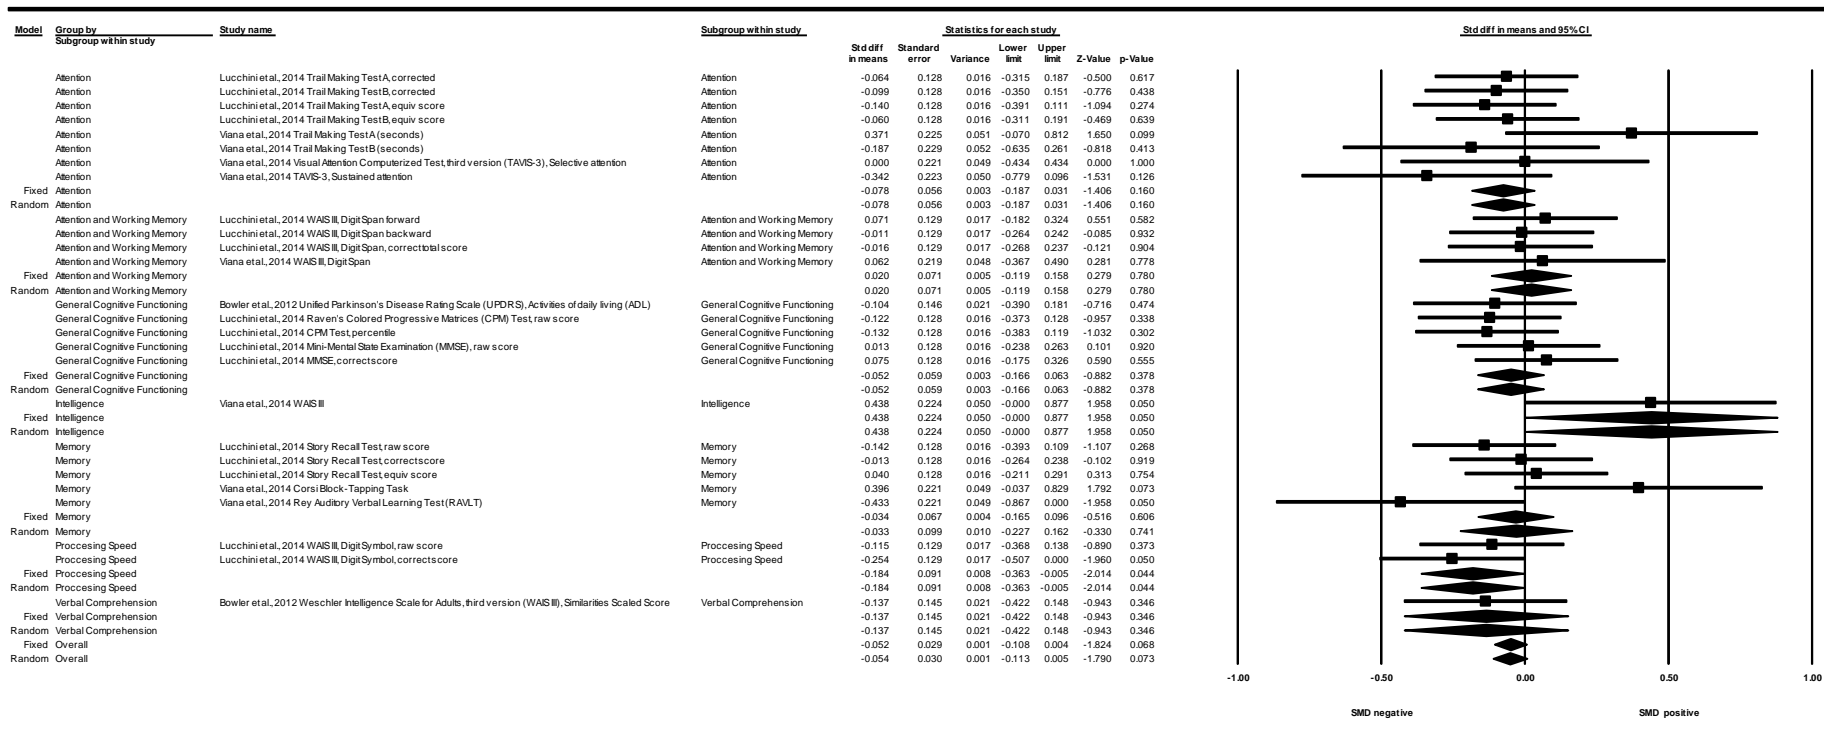 Model Group by Study name Subgroup within study Statistics for each study Std diff in means and 95% CI
Subgroup within study
Std diff Standard Lower Upper
in means error Variance limit limit Z-Value p-Value
Attention Lucchini et al., 2014 Trail Making Test A, corrected Attention -0.064 0.128 0.016 -0.315 0.187 -0.500 0.617
Attention Lucchini et al., 2014 Trail Making Test B, corrected Attention -0.099 0.128 0.016 -0.350 0.151 -0.776 0.438
Attention Lucchini et al., 2014 Trail Making Test A, equiv score Attention -0.140 0.128 0.016 -0.391 0.111 -1.094 0.274
Attention Lucchini et al., 2014 Trail Making Test B, equiv score Attention -0.060 0.128 0.016 -0.311 0.191 -0.469 0.639
Attention Viana et al., 2014 Trail Making Test A (seconds) Attention 0.371 0.225 0.051 -0.070 0.812 1.650 0.099
Attention Viana et al., 2014 Trail Making Test B (seconds) Attention -0.187 0.229 0.052 -0.635 0.261 -0.818 0.413
Attention Viana et al., 2014 Visual Attention Computerized Test, third version (TAVIS-3), Selective attention Attention 0.000 0.221 0.049 -0.434 0.434 0.000 1.000
Attention Viana et al., 2014 TAVIS-3, Sustained attention Attention -0.342 0.223 0.050 -0.779 0.096 -1.531 0.126
Fixed Attention -0.078 0.056 0.003 -0.187 0.031 -1.406 0.160
Random Attention -0.078 0.056 0.003 -0.187 0.031 -1.406 0.160
Attention and Working Memory Lucchini et al., 2014 WAIS III, Digit Span forward Attention and Working Memory 0.071 0.129 0.017 -0.182 0.324 0.551 0.582
Attention and Working Memory Lucchini et al., 2014 WAIS III, Digit Span backward Attention and Working Memory -0.011 0.129 0.017 -0.264 0.242 -0.085 0.932
Attention and Working Memory Lucchini et al., 2014 WAIS III, Digit Span, correct total score Attention and Working Memory -0.016 0.129 0.017 -0.268 0.237 -0.121 0.904
Attention and Working Memory Viana et al., 2014 WAIS III, Digit Span Attention and Working Memory 0.062 0.219 0.048 -0.367 0.490 0.281 0.778
Fixed Attention and Working Memory 0.020 0.071 0.005 -0.119 0.158 0.279 0.780
Random Attention and Working Memory 0.020 0.071 0.005 -0.119 0.158 0.279 0.780
General Cognitive Functioning Bowler et al., 2012 Unified Parkinson's Disease Rating Scale (UPDRS), Activities of daily living (ADL) General Cognitive Functioning -0.104 0.146 0.021 -0.390 0.181 -0.716 0.474
General Cognitive Functioning Lucchini et al., 2014 Raven's Colored Progressive Matrices (CPM) Test, raw score General Cognitive Functioning -0.122 0.128 0.016 -0.373 0.128 -0.957 0.338
General Cognitive Functioning Lucchini et al., 2014 CPM Test, percentile General Cognitive Functioning -0.132 0.128 0.016 -0.383 0.119 -1.032 0.302
General Cognitive Functioning Lucchini et al., 2014 Mini-Mental State Examination (MMSE), raw score General Cognitive Functioning 0.013 0.128 0.016 -0.238 0.263 0.101 0.920
General Cognitive Functioning Lucchini et al., 2014 MMSE, correct score General Cognitive Functioning 0.075 0.128 0.016 -0.175 0.326 0.590 0.555
Fixed General Cognitive Functioning -0.052 0.059 0.003 -0.166 0.063 -0.882 0.378
Random General Cognitive Functioning -0.052 0.059 0.003 -0.166 0.063 -0.882 0.378
Intelligence Viana et al., 2014 WAIS III Intelligence 0.438 0.224 0.050 -0.000 0.877 1.958 0.050
Fixed Intelligence 0.438 0.224 0.050 -0.000 0.877 1.958 0.050
Random Intelligence 0.438 0.224 0.050 -0.000 0.877 1.958 0.050
Memory Lucchini et al., 2014 Story Recall Test, raw score Memory -0.142 0.128 0.016 -0.393 0.109 -1.107 0.268
Memory Lucchini et al., 2014 Story Recall Test, correct score Memory -0.013 0.128 0.016 -0.264 0.238 -0.102 0.919
Memory Lucchini et al., 2014 Story Recall Test, equiv score Memory 0.040 0.128 0.016 -0.211 0.291 0.313 0.754
Memory Viana et al., 2014 Corsi Block-Tapping Task Memory 0.396 0.221 0.049 -0.037 0.829 1.792 0.073
Memory Viana et al., 2014 Rey Auditory Verbal Learning Test (RAVLT) Memory -0.433 0.221 0.049 -0.867 0.000 -1.958 0.050
Fixed Memory -0.034 0.067 0.004 -0.165 0.096 -0.516 0.606
Random Memory -0.033 0.099 0.010 -0.227 0.162 -0.330 0.741
Proccesing Speed Lucchini et al., 2014 WAIS III, Digit Symbol, raw score Proccesing Speed -0.115 0.129 0.017 -0.368 0.138 -0.890 0.373
Proccesing Speed Lucchini et al., 2014 WAIS III, Digit Symbol, correct score Proccesing Speed -0.254 0.129 0.017 -0.507 0.000 -1.960 0.050
Fixed Proccesing Speed -0.184 0.091 0.008 -0.363 -0.005 -2.014 0.044
Random Proccesing Speed -0.184 0.091 0.008 -0.363 -0.005 -2.014 0.044
Verbal Comprehension Bowler et al., 2012 Weschler Intelligence Scale for Adults, third version (WAIS III), Similarities Scaled Score Verbal Comprehension -0.137 0.145 0.021 -0.422 0.148 -0.943 0.346
Fixed Verbal Comprehension -0.137 0.145 0.021 -0.422 0.148 -0.943 0.346
Random Verbal Comprehension -0.137 0.145 0.021 -0.422 0.148 -0.943 0.346
Fixed Overall -0.052 0.029 0.001 -0.108 0.004 -1.824 0.068
Random Overall -0.054 0.030 0.001 -0.113 0.005 -1.790 0.073
-1.00 -0.50 0.00 0.50 1.00
SMD negative SMD positive